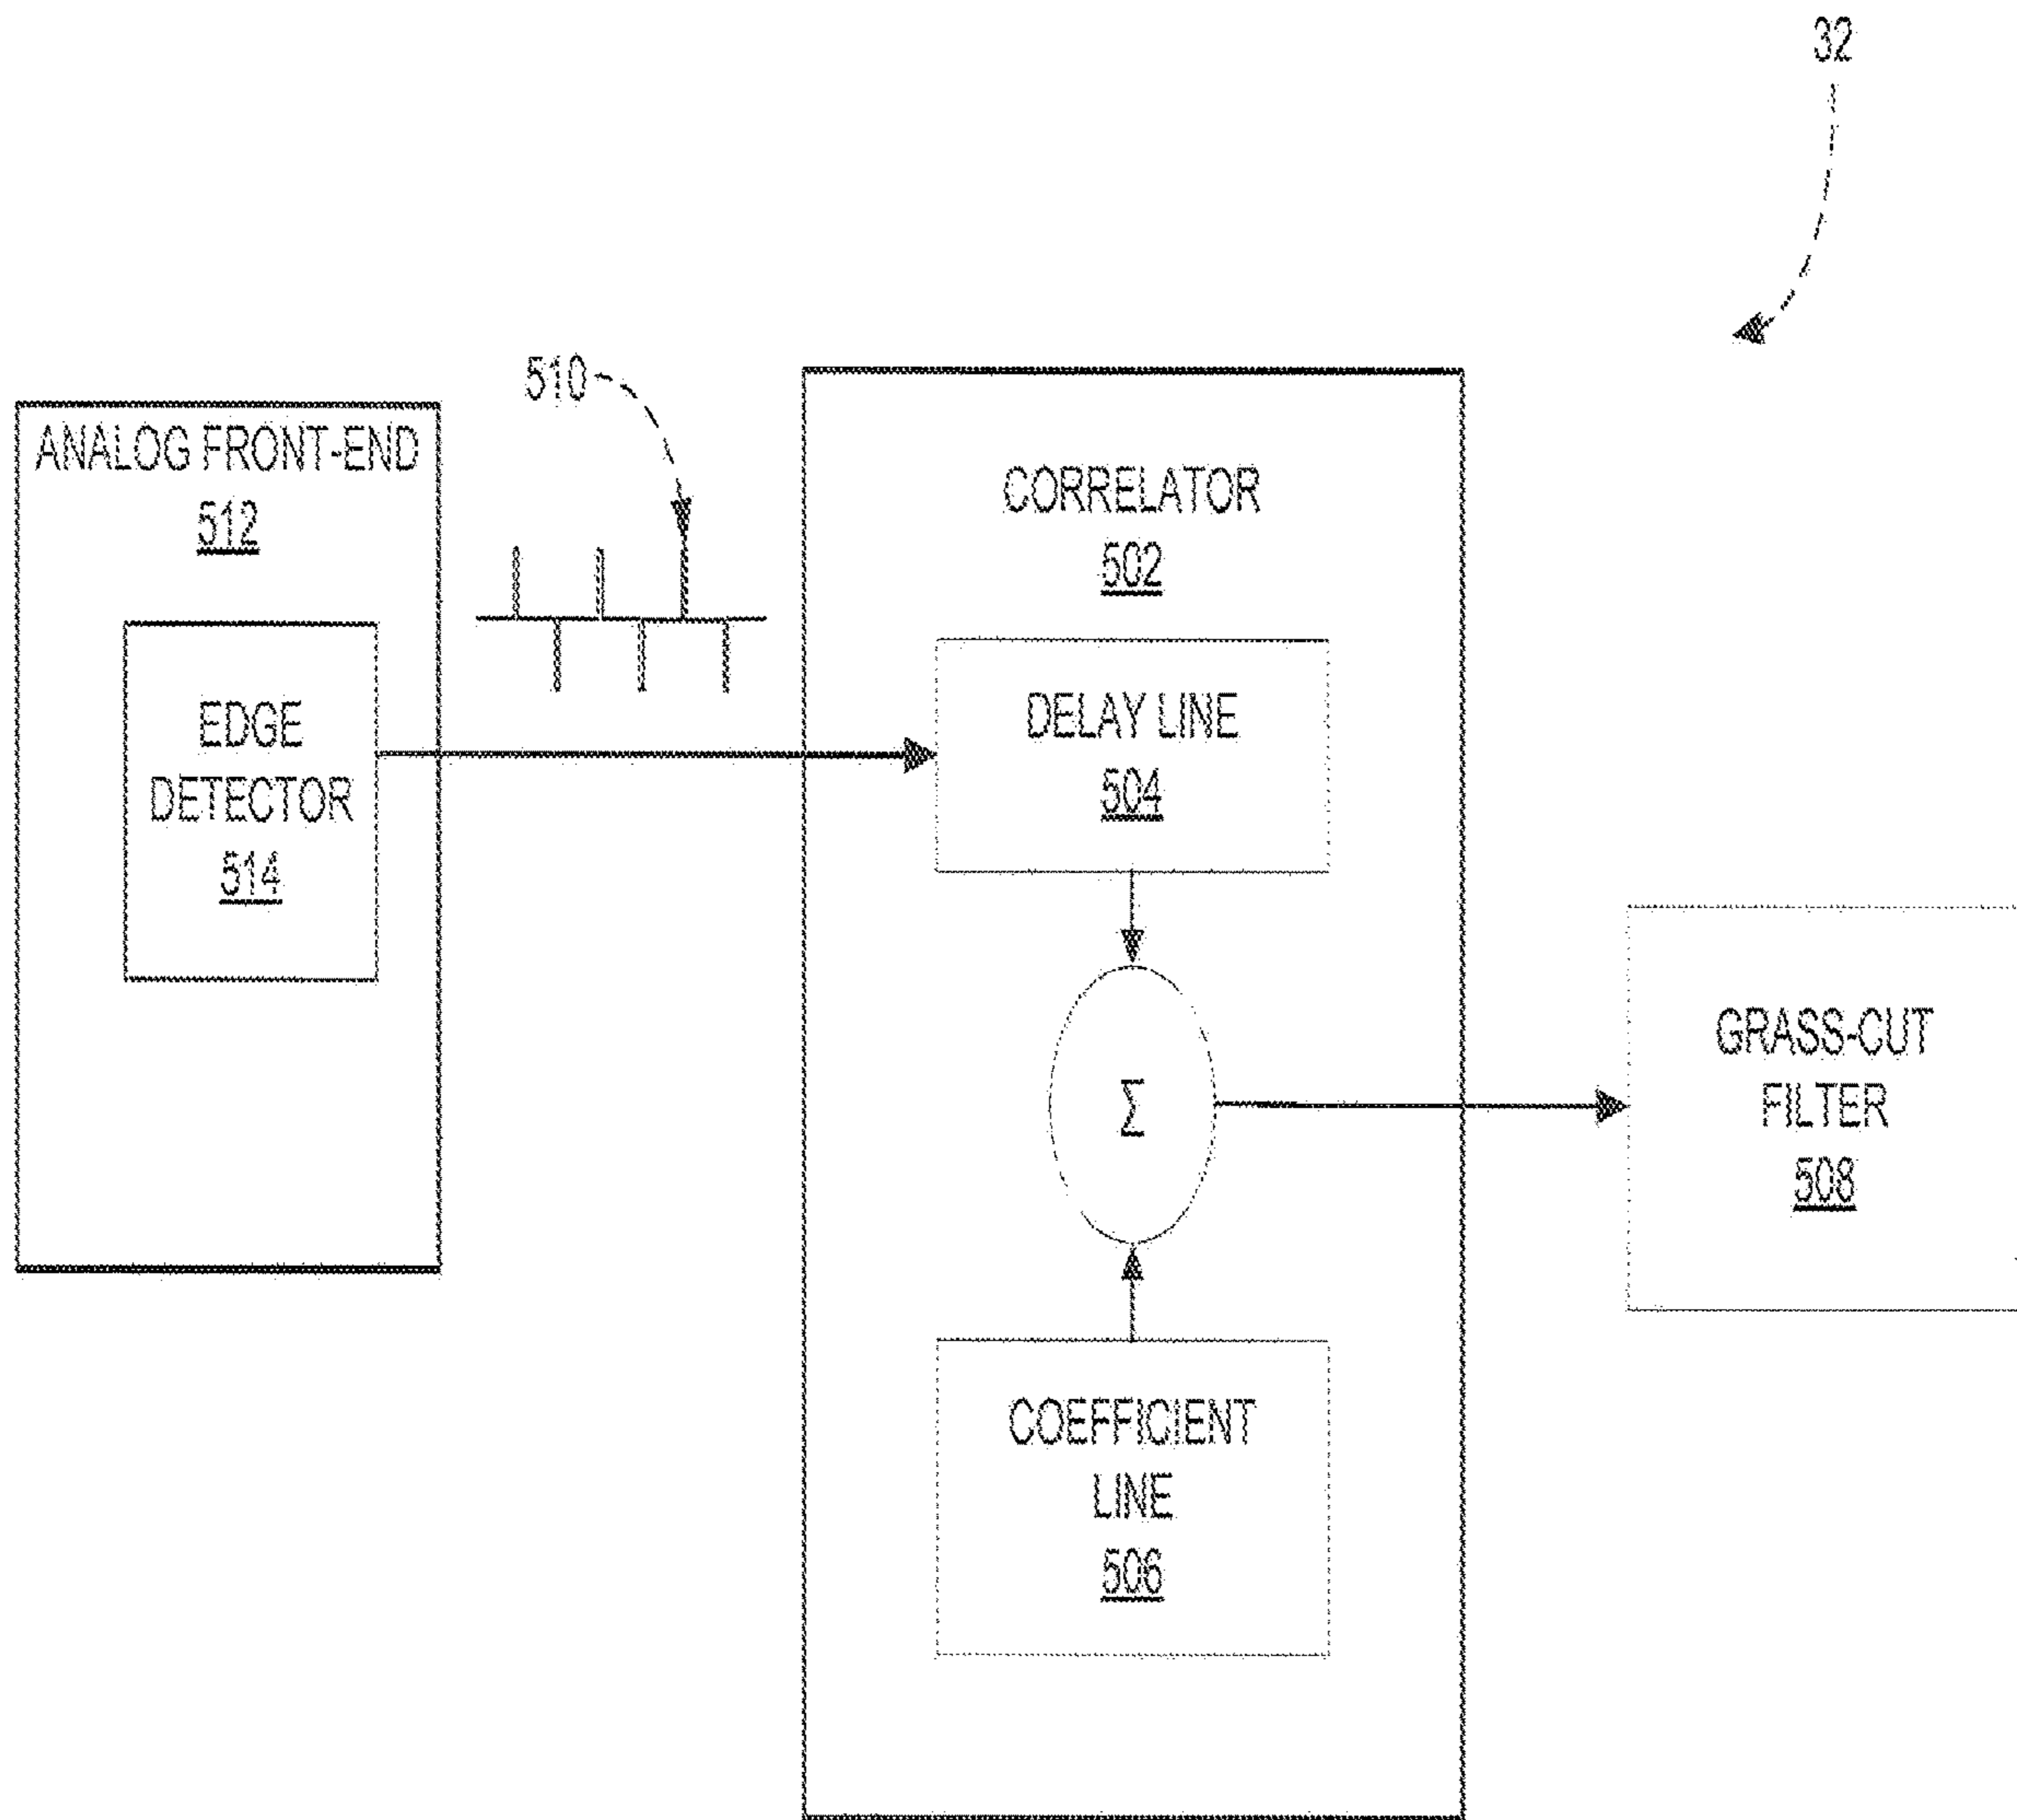 32
510
ANALOG FRONT-END
512
EDGE
DETECTOR
514
CORRELATOR
502
DELAY LINE
504
Σ
COEFFICIENT
LINE
506
GRASS-CUT
FILTER
508